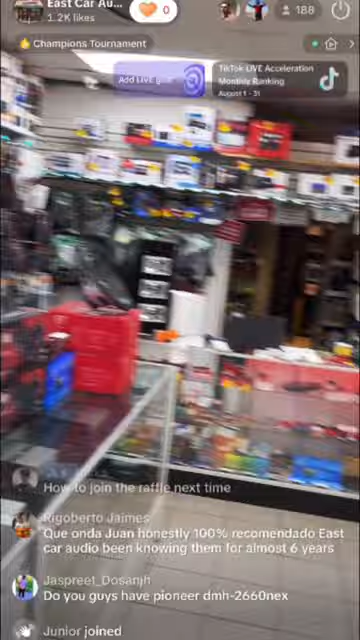 East Car Au...
1.2K likes
0
188
Champions Tournament
Add LIVE goal
TikTok LIVE Acceleration
Monthly Ranking
August 1 - 31
How to join the raffle next time
Rigoberto Jaimes
Que onda Juan honestly 100% recomendado East
car audio been knowing them for almost 6 years
Jaspreet_Dosanjh
Do you guys have pioneer dmh-2660nex
Junior joined